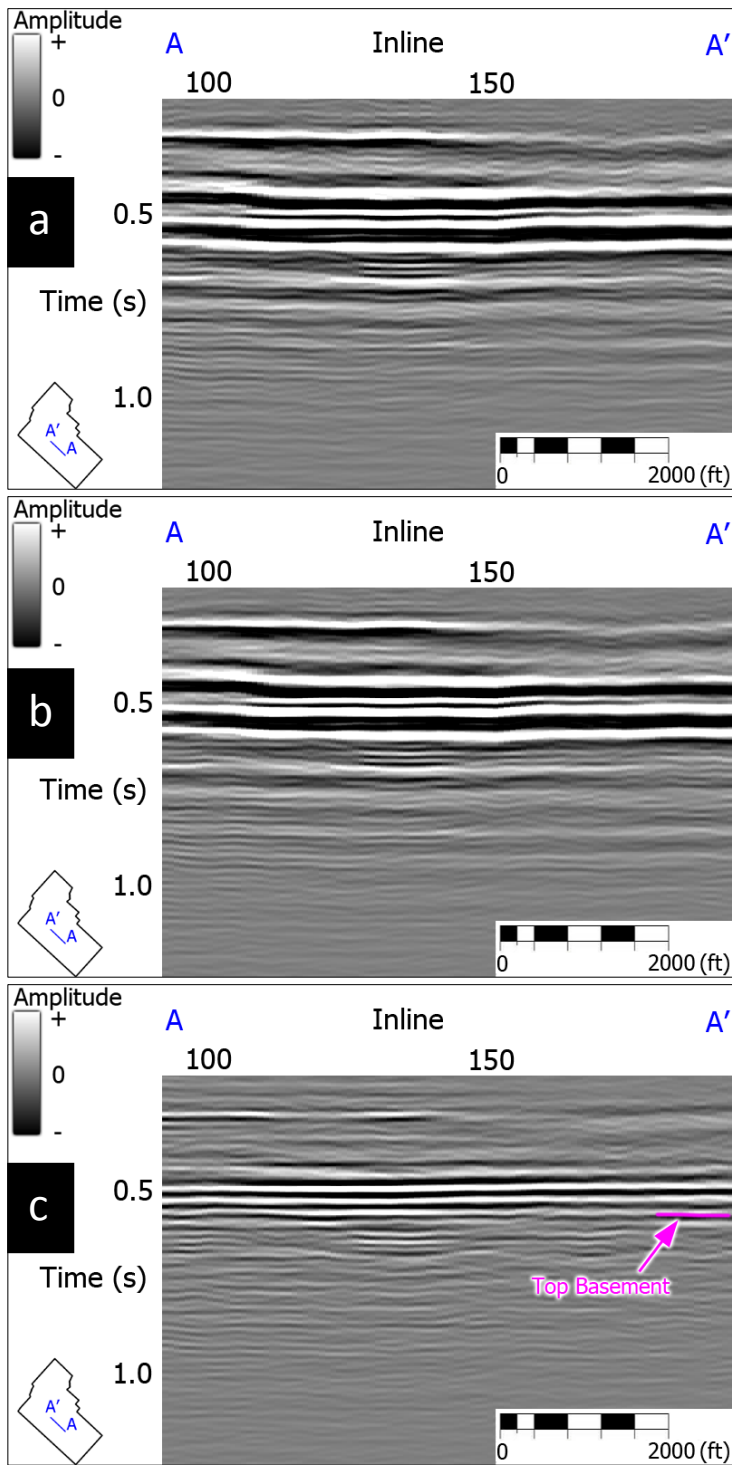 Amplitude
+
0
-
A
Inline
A'
100
150
a
0.5
Time (s)
1.0
A'
A
0
2000 (ft)
Amplitude
+
0
-
A
Inline
A'
100
150
b
0.5
Time (s)
1.0
A'
A
0
2000 (ft)
Amplitude
+
0
-
A
Inline
A'
100
150
c
0.5
Time (s)
Top Basement
1.0
A'
A
0
2000 (ft)